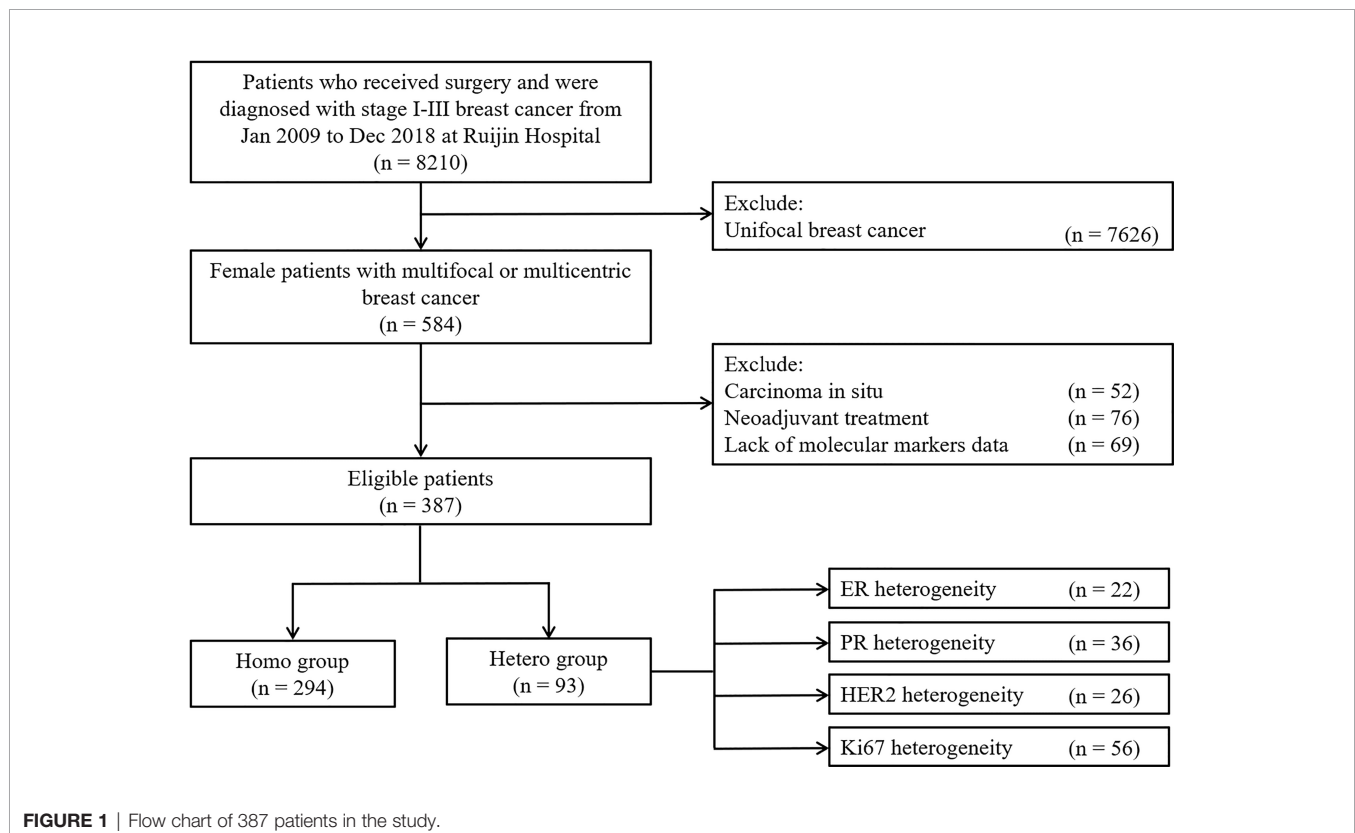 Patients who received surgery and were
diagnosed with stage I-III breast cancer from
Jan 2009 to Dec 2018 at Ruijin Hospital
(n = 8210)
Exclude:
Unifocal breast cancer (n = 7626)
Female patients with multifocal or multicentric
breast cancer
(n = 584)
Exclude:
Carcinoma in situ (n = 52)
Neoadjuvant treatment (n = 76)
Lack of molecular markers data (n = 69)
Eligible patients
(n = 387)
Homo group
(n = 294)
Hetero group
(n = 93)
ER heterogeneity (n = 22)
PR heterogeneity (n = 36)
HER2 heterogeneity (n = 26)
Ki67 heterogeneity (n = 56)
FIGURE 1 | Flow chart of 387 patients in the study.